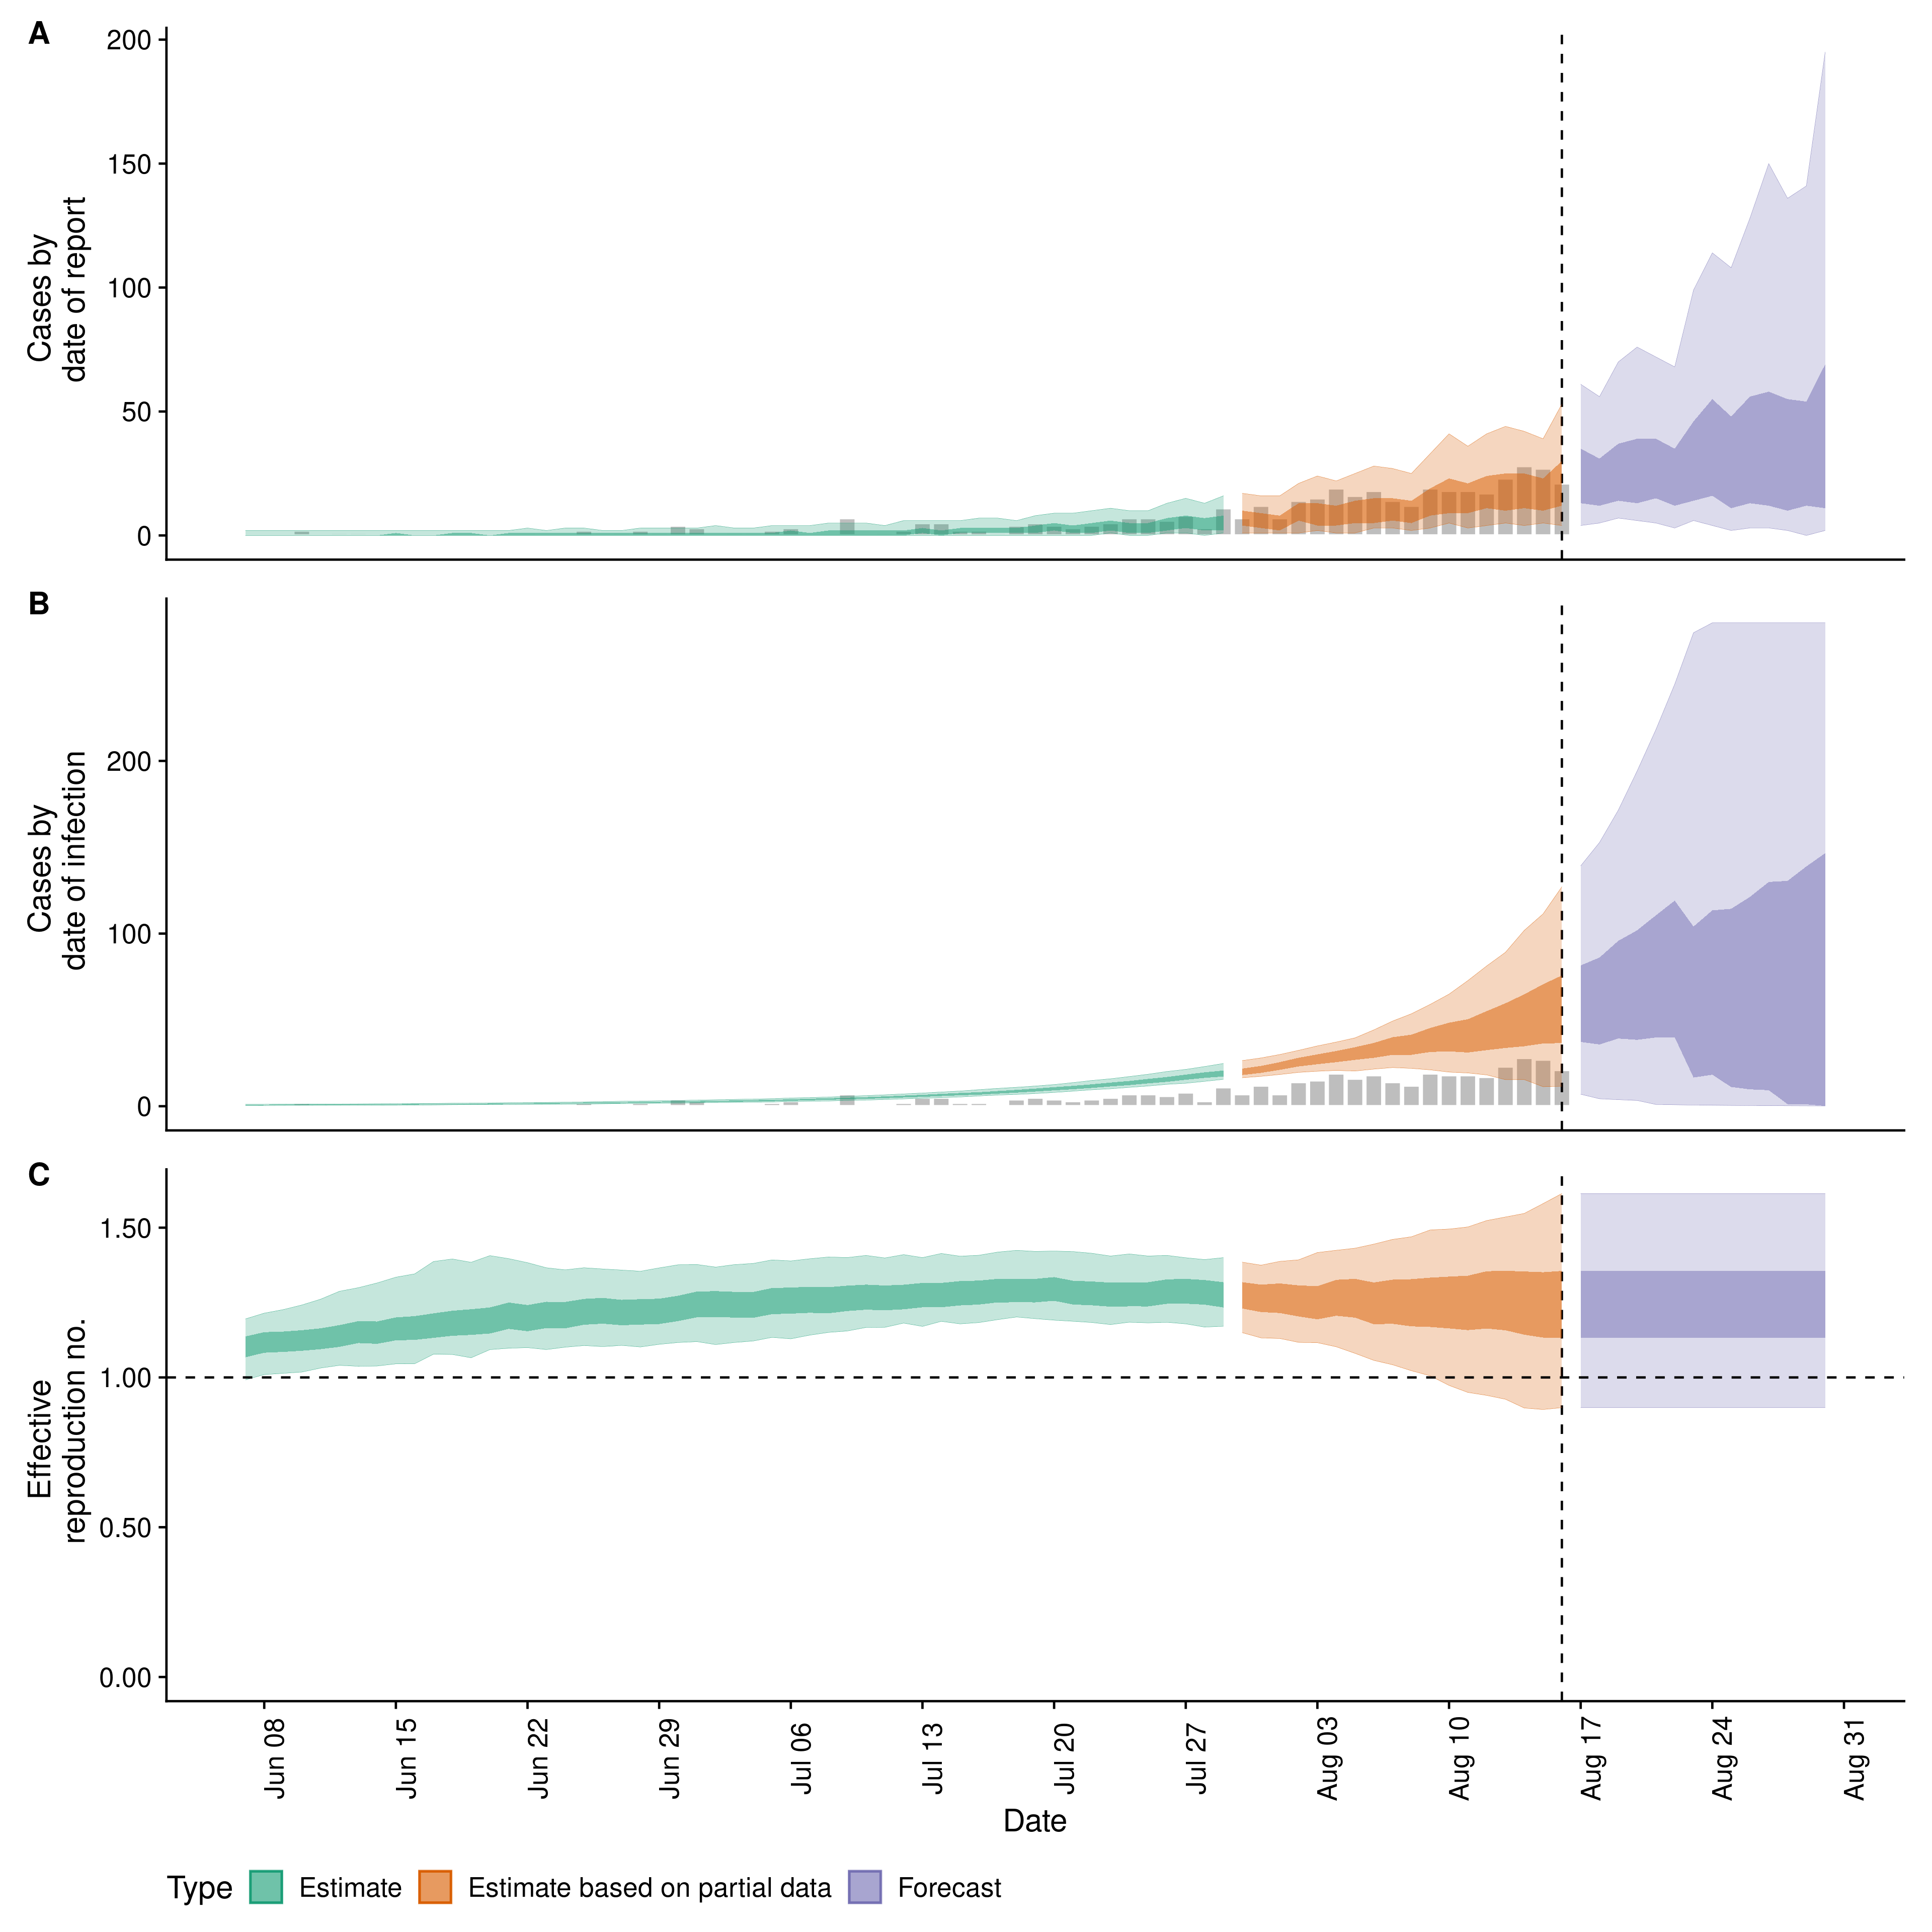 A
200
150
100
50
0
Cases by
date of report
B
200
100
0
Cases by
date of infection
C
1.50
1.00
0.50
0.00
Effective
reproduction no.
Jun 08
Jun 15
Jun 22
Jun 29
Jul 06
Jul 13
Jul 20
Jul 27
Aug 03
Aug 10
Aug 17
Aug 24
Aug 31
Date
Type Estimate Estimate based on partial data Forecast